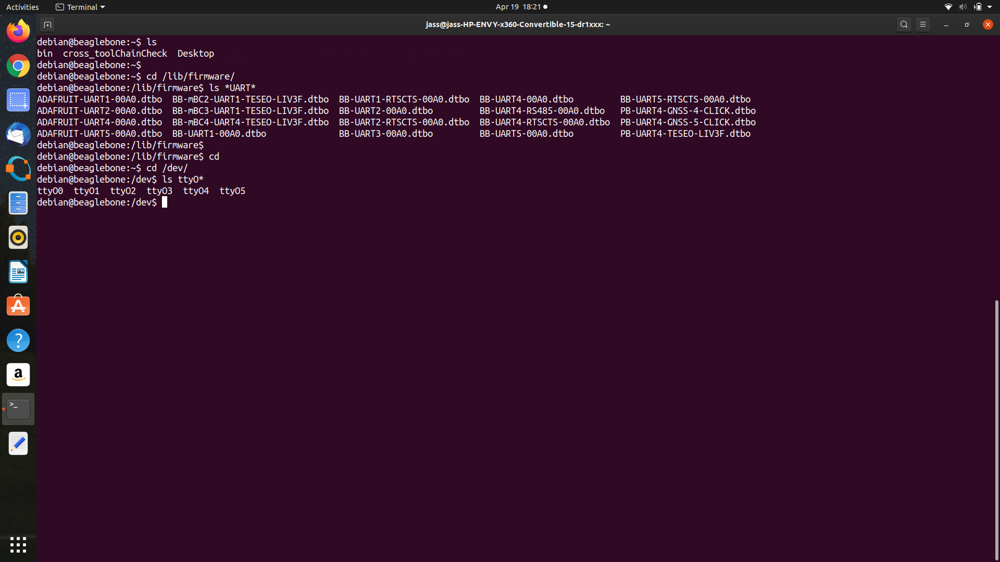 Activities Terminal Apr 19 18:21
jass@jass-HP-ENVY-x360-Convertible-15-dr1xxx: ~
debian@beaglebone:~$ ls
bin cross_toolChainCheck Desktop
debian@beaglebone:~$
debian@beaglebone:~$ cd /lib/firmware/
debian@beaglebone:/lib/firmware$ ls *UART*
ADAFRUIT-UART1-00A0.dtbo BB-mBC2-UART1-TESEO-LIV3F.dtbo BB-UART1-RTSCTS-00A0.dtbo BB-UART4-00A0.dtbo BB-UART5-RTSCTS-00A0.dtbo
ADAFRUIT-UART2-00A0.dtbo BB-mBC3-UART1-TESEO-LIV3F.dtbo BB-UART2-00A0.dtbo BB-UART4-RS485-00A0.dtbo PB-UART4-GNSS-4-CLICK.dtbo
ADAFRUIT-UART4-00A0.dtbo BB-mBC4-UART4-TESEO-LIV3F.dtbo BB-UART2-RTSCTS-00A0.dtbo BB-UART4-RTSCTS-00A0.dtbo PB-UART4-GNSS-5-CLICK.dtbo
ADAFRUIT-UART5-00A0.dtbo BB-UART1-00A0.dtbo BB-UART3-00A0.dtbo BB-UART5-00A0.dtbo PB-UART4-TESEO-LIV3F.dtbo
debian@beaglebone:/lib/firmware$
debian@beaglebone:/lib/firmware$ cd
debian@beaglebone:~$ cd /dev/
debian@beaglebone:/dev$ ls ttyO*
ttyO0 ttyO1 ttyO2 ttyO3 ttyO4 ttyO5
debian@beaglebone:/dev$